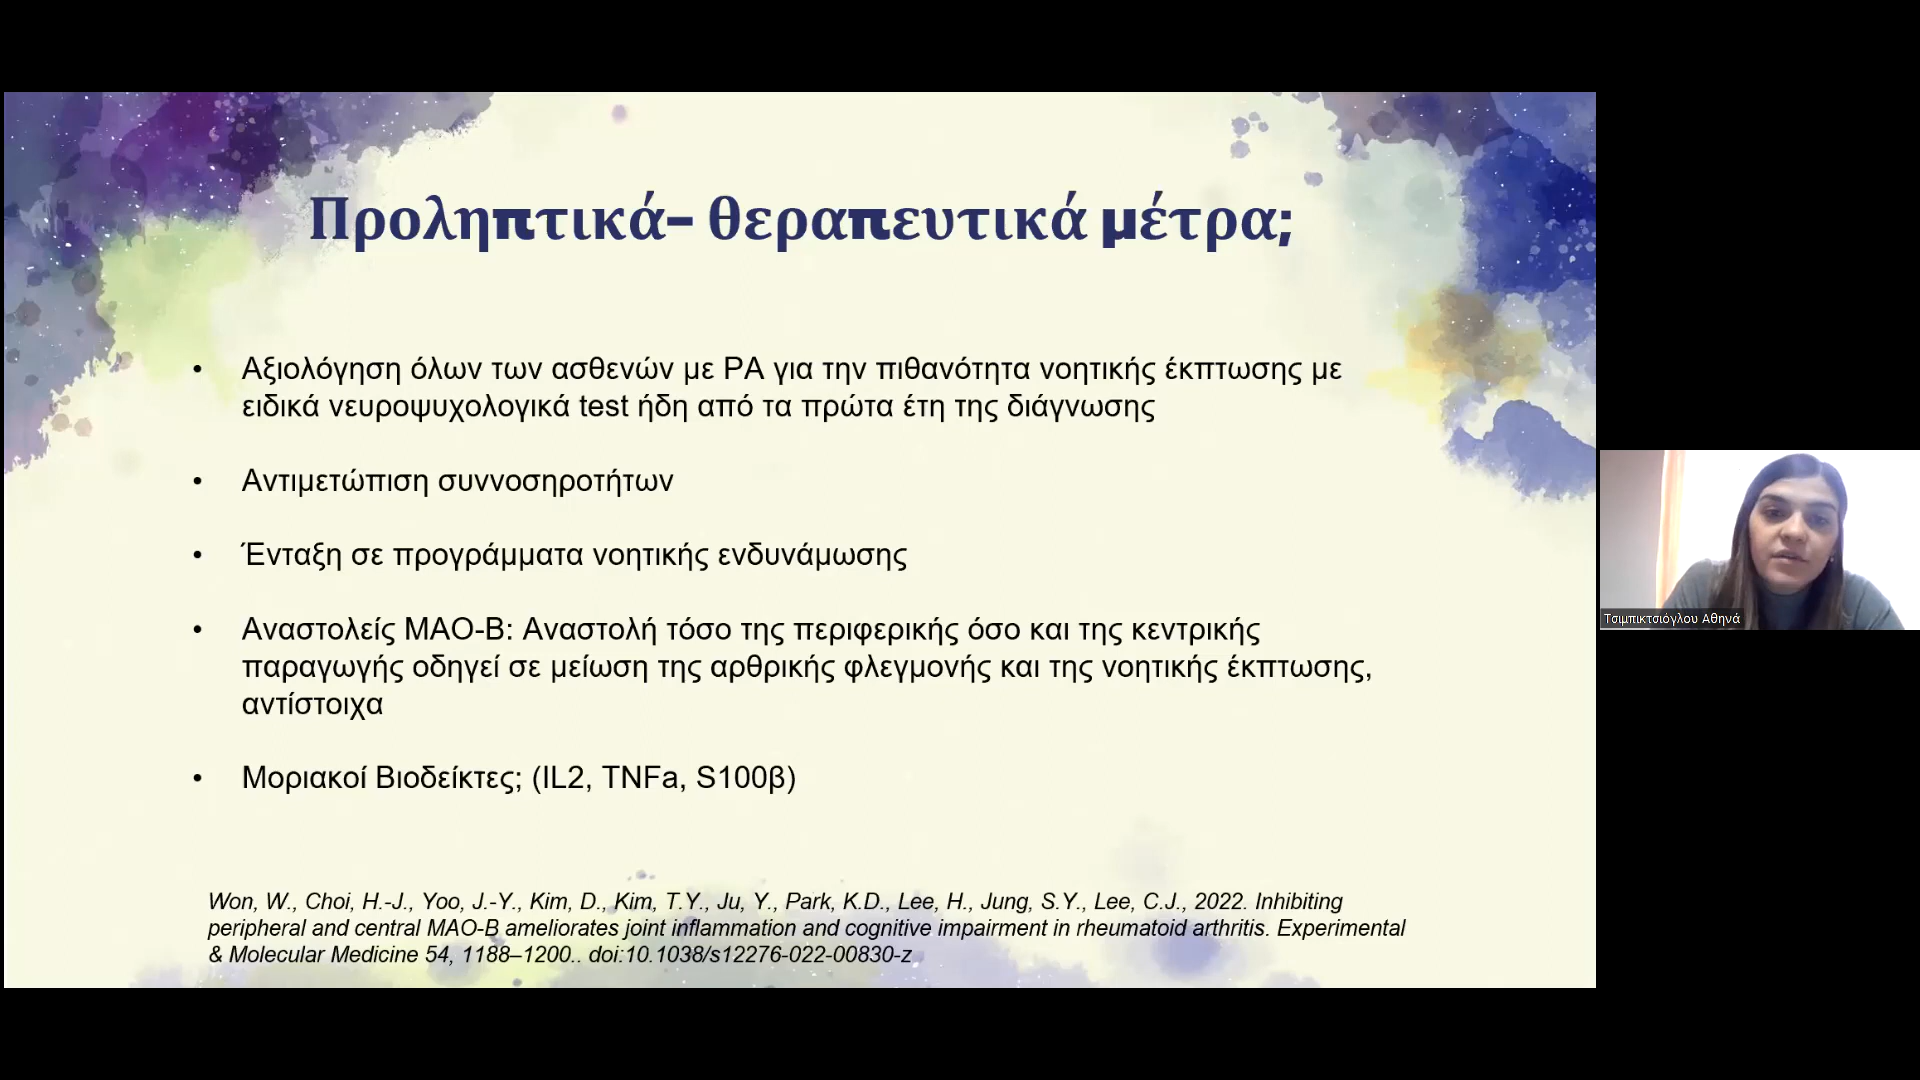 Προληπτικά– θεραπευτικά μέτρα;
• Αξιολόγηση όλων των ασθενών με ΡΑ για την πιθανότητα νοητικής έκπτωσης με
ειδικά νευροψυχολογικά test ήδη από τα πρώτα έτη της διάγνωσης
• Αντιμετώπιση συννοσηροτήτων
• Ένταξη σε προγράμματα νοητικής ενδυνάμωσης
• Αναστολείς ΜΑΟ-Β: Αναστολή τόσο της περιφερικής όσο και της κεντρικής
παραγωγής οδηγεί σε μείωση της αρθρικής φλεγμονής και της νοητικής έκπτωσης,
αντίστοιχα
• Μοριακοί Βιοδείκτες; (IL2, TNFa, S100β)
Won, W., Choi, H.-J., Yoo, J.-Y., Kim, D., Kim, T.Y., Ju, Y., Park, K.D., Lee, H., Jung, S.Y., Lee, C.J., 2022. Inhibiting
peripheral and central MAO-B ameliorates joint inflammation and cognitive impairment in rheumatoid arthritis. Experimental
& Molecular Medicine 54, 1188–1200.. doi:10.1038/s12276-022-00830-z
Τσιμπικτσιόγλου Αθηνά